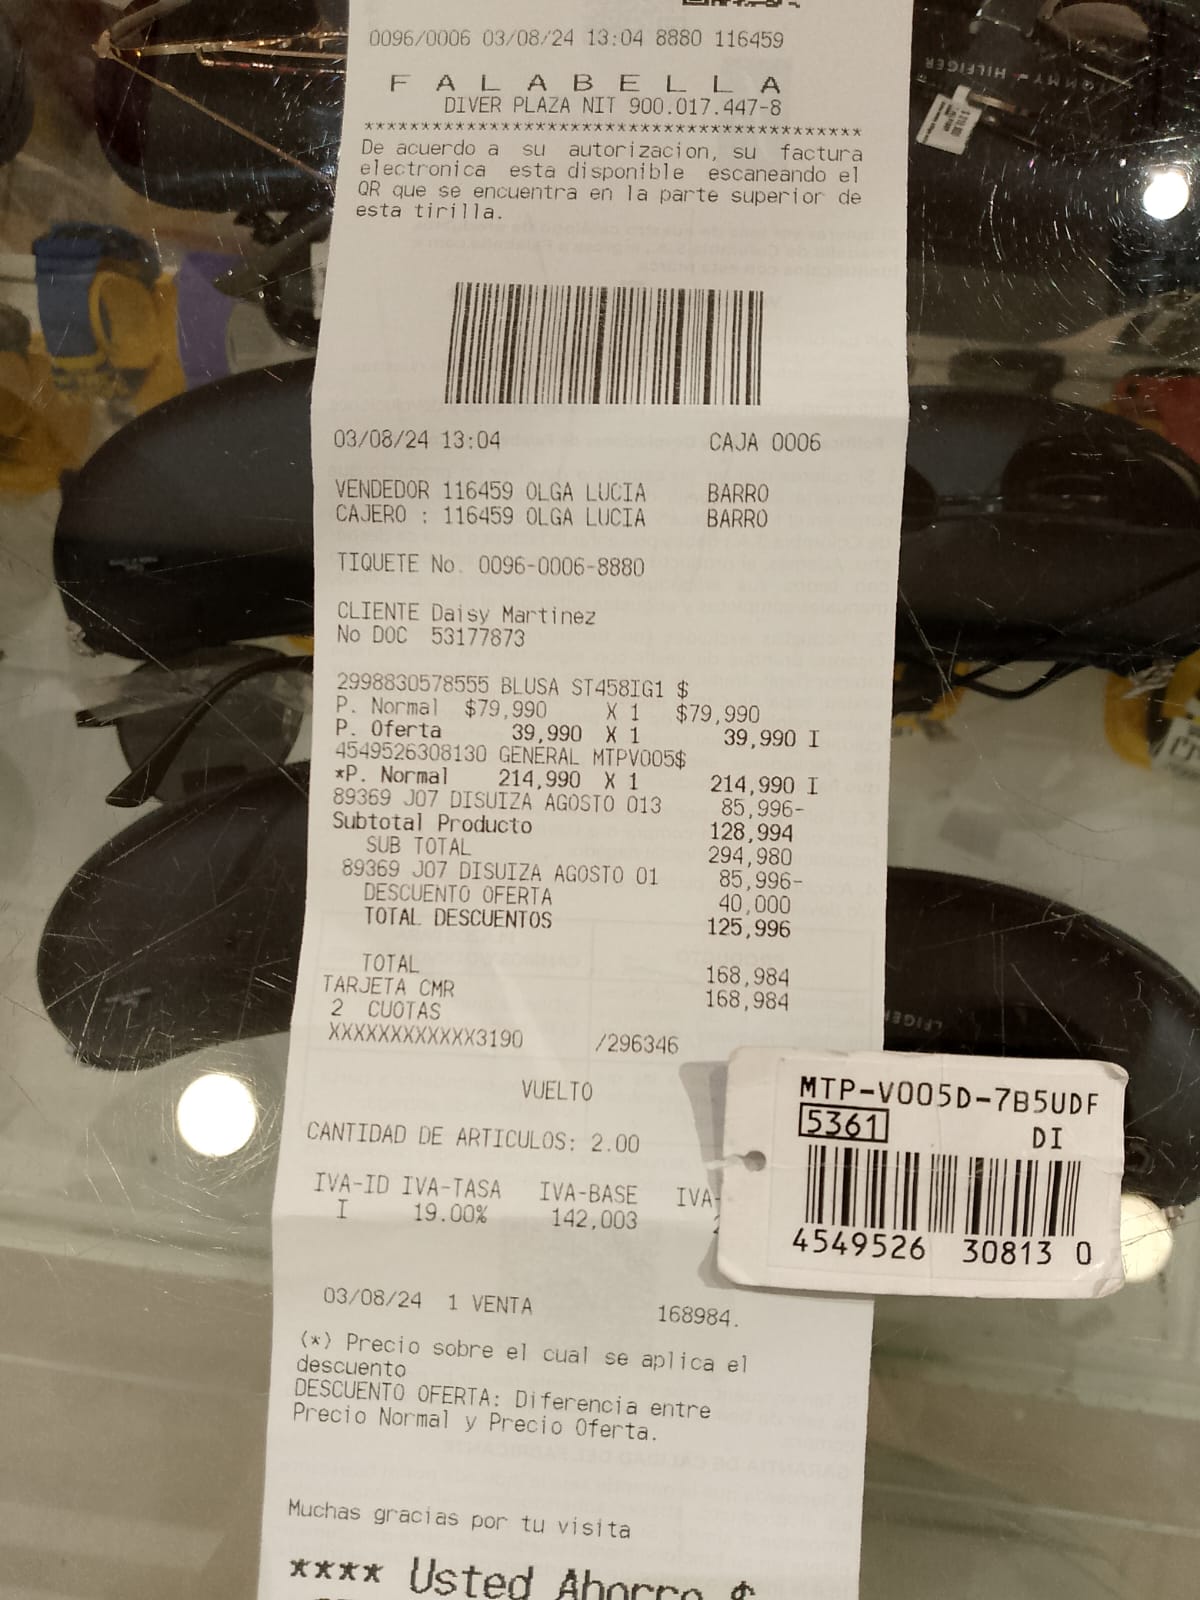 0096/0006 03/08/24 13:04 8880 116459
F A L A B E L L A
DIVER PLAZA NIT 900.017.447-8
******************************************
De acuerdo a su autorizacion, su factura
electronica esta disponible escaneando el
QR que se encuentra en la parte superior de
esta tirilla.
03/08/24 13:04 CAJA 0006
VENDEDOR 116459 OLGA LUCIA BARRO
CAJERO : 116459 OLGA LUCIA BARRO
TIQUETE No. 0096-0006-8880
CLIENTE Daisy Martinez
No DOC 53177873
2998830578555 BLUSA ST458IG1 $
P. Normal $79,990 X 1 $79,990
P. Oferta 39,990 X 1 39,990 I
4549526308130 GENERAL MTPV005$
*P. Normal 214,990 X 1 214,990 I
89369 J07 DISUIZA AGOSTO 013 85,996-
Subtotal Producto 128,994
SUB TOTAL 294,980
89369 J07 DISUIZA AGOSTO 01 85,996-
DESCUENTO OFERTA 40,000
TOTAL DESCUENTOS 125,996
TOTAL 168,984
TARJETA CMR 168,984
2 CUOTAS
XXXXXXXXXXXX3190 /296346
VUELTO
CANTIDAD DE ARTICULOS: 2.00
IVA-ID IVA-TASA IVA-BASE IVA-
I 19.00% 142,003
03/08/24 1 VENTA 168984.
(*) Precio sobre el cual se aplica el
descuento
DESCUENTO OFERTA: Diferencia entre
Precio Normal y Precio Oferta.
Muchas gracias por tu visita
**** Usted Ahorro $
MTP-V005D-7B5UDF
5361 DI
4549526 30813 0
TOMMY HILFIGER